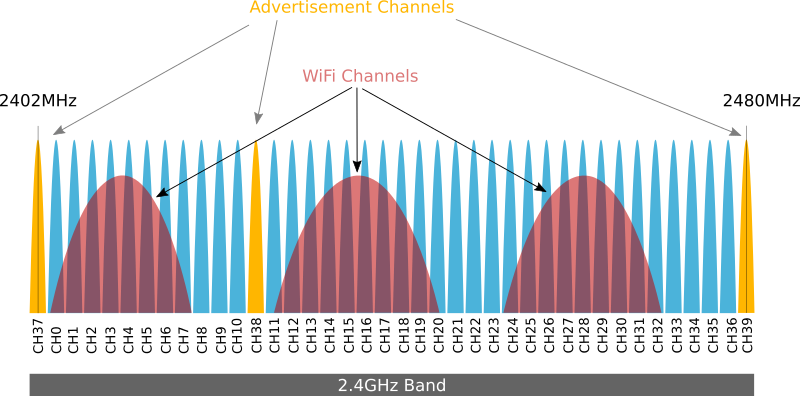 Advertisement Channels
WiFi Channels
2402MHz
2480MHz
CH37
CH0
CH1
CH2
CH3
CH4
CH5
CH6
CH7
CH8
CH9
CH10
CH38
CH11
CH12
CH13
CH14
CH15
CH16
CH17
CH18
CH19
CH20
CH21
CH22
CH23
CH24
CH25
CH26
CH27
CH28
CH29
CH30
CH31
CH32
CH33
CH34
CH35
CH36
CH39
2.4GHz Band